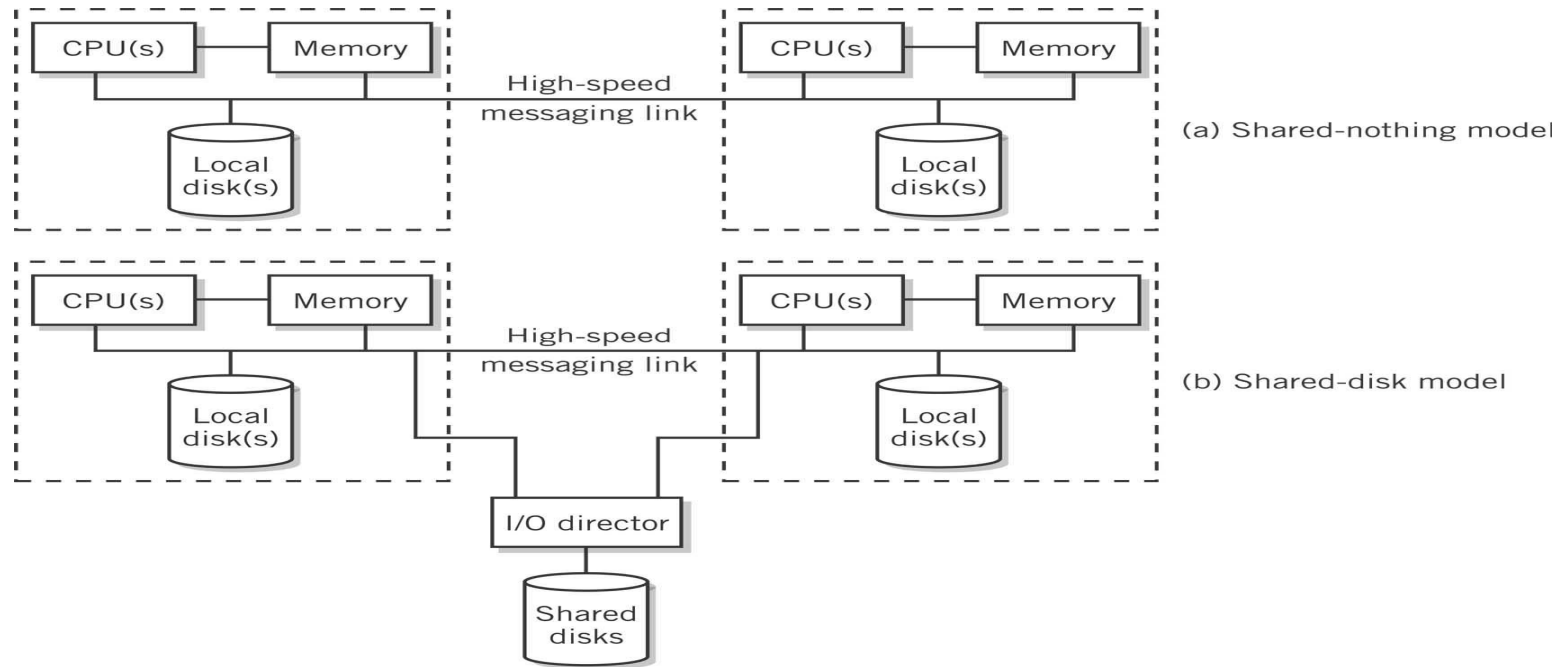 CPU(s)
Memory
High-speed
messaging link
CPU(s)
Memory
Local
disk(s)
Local
disk(s)
(a) Shared-nothing model
CPU(s)
Memory
High-speed
messaging link
CPU(s)
Memory
Local
disk(s)
Local
disk(s)
(b) Shared-disk model
I/O director
Shared
disks